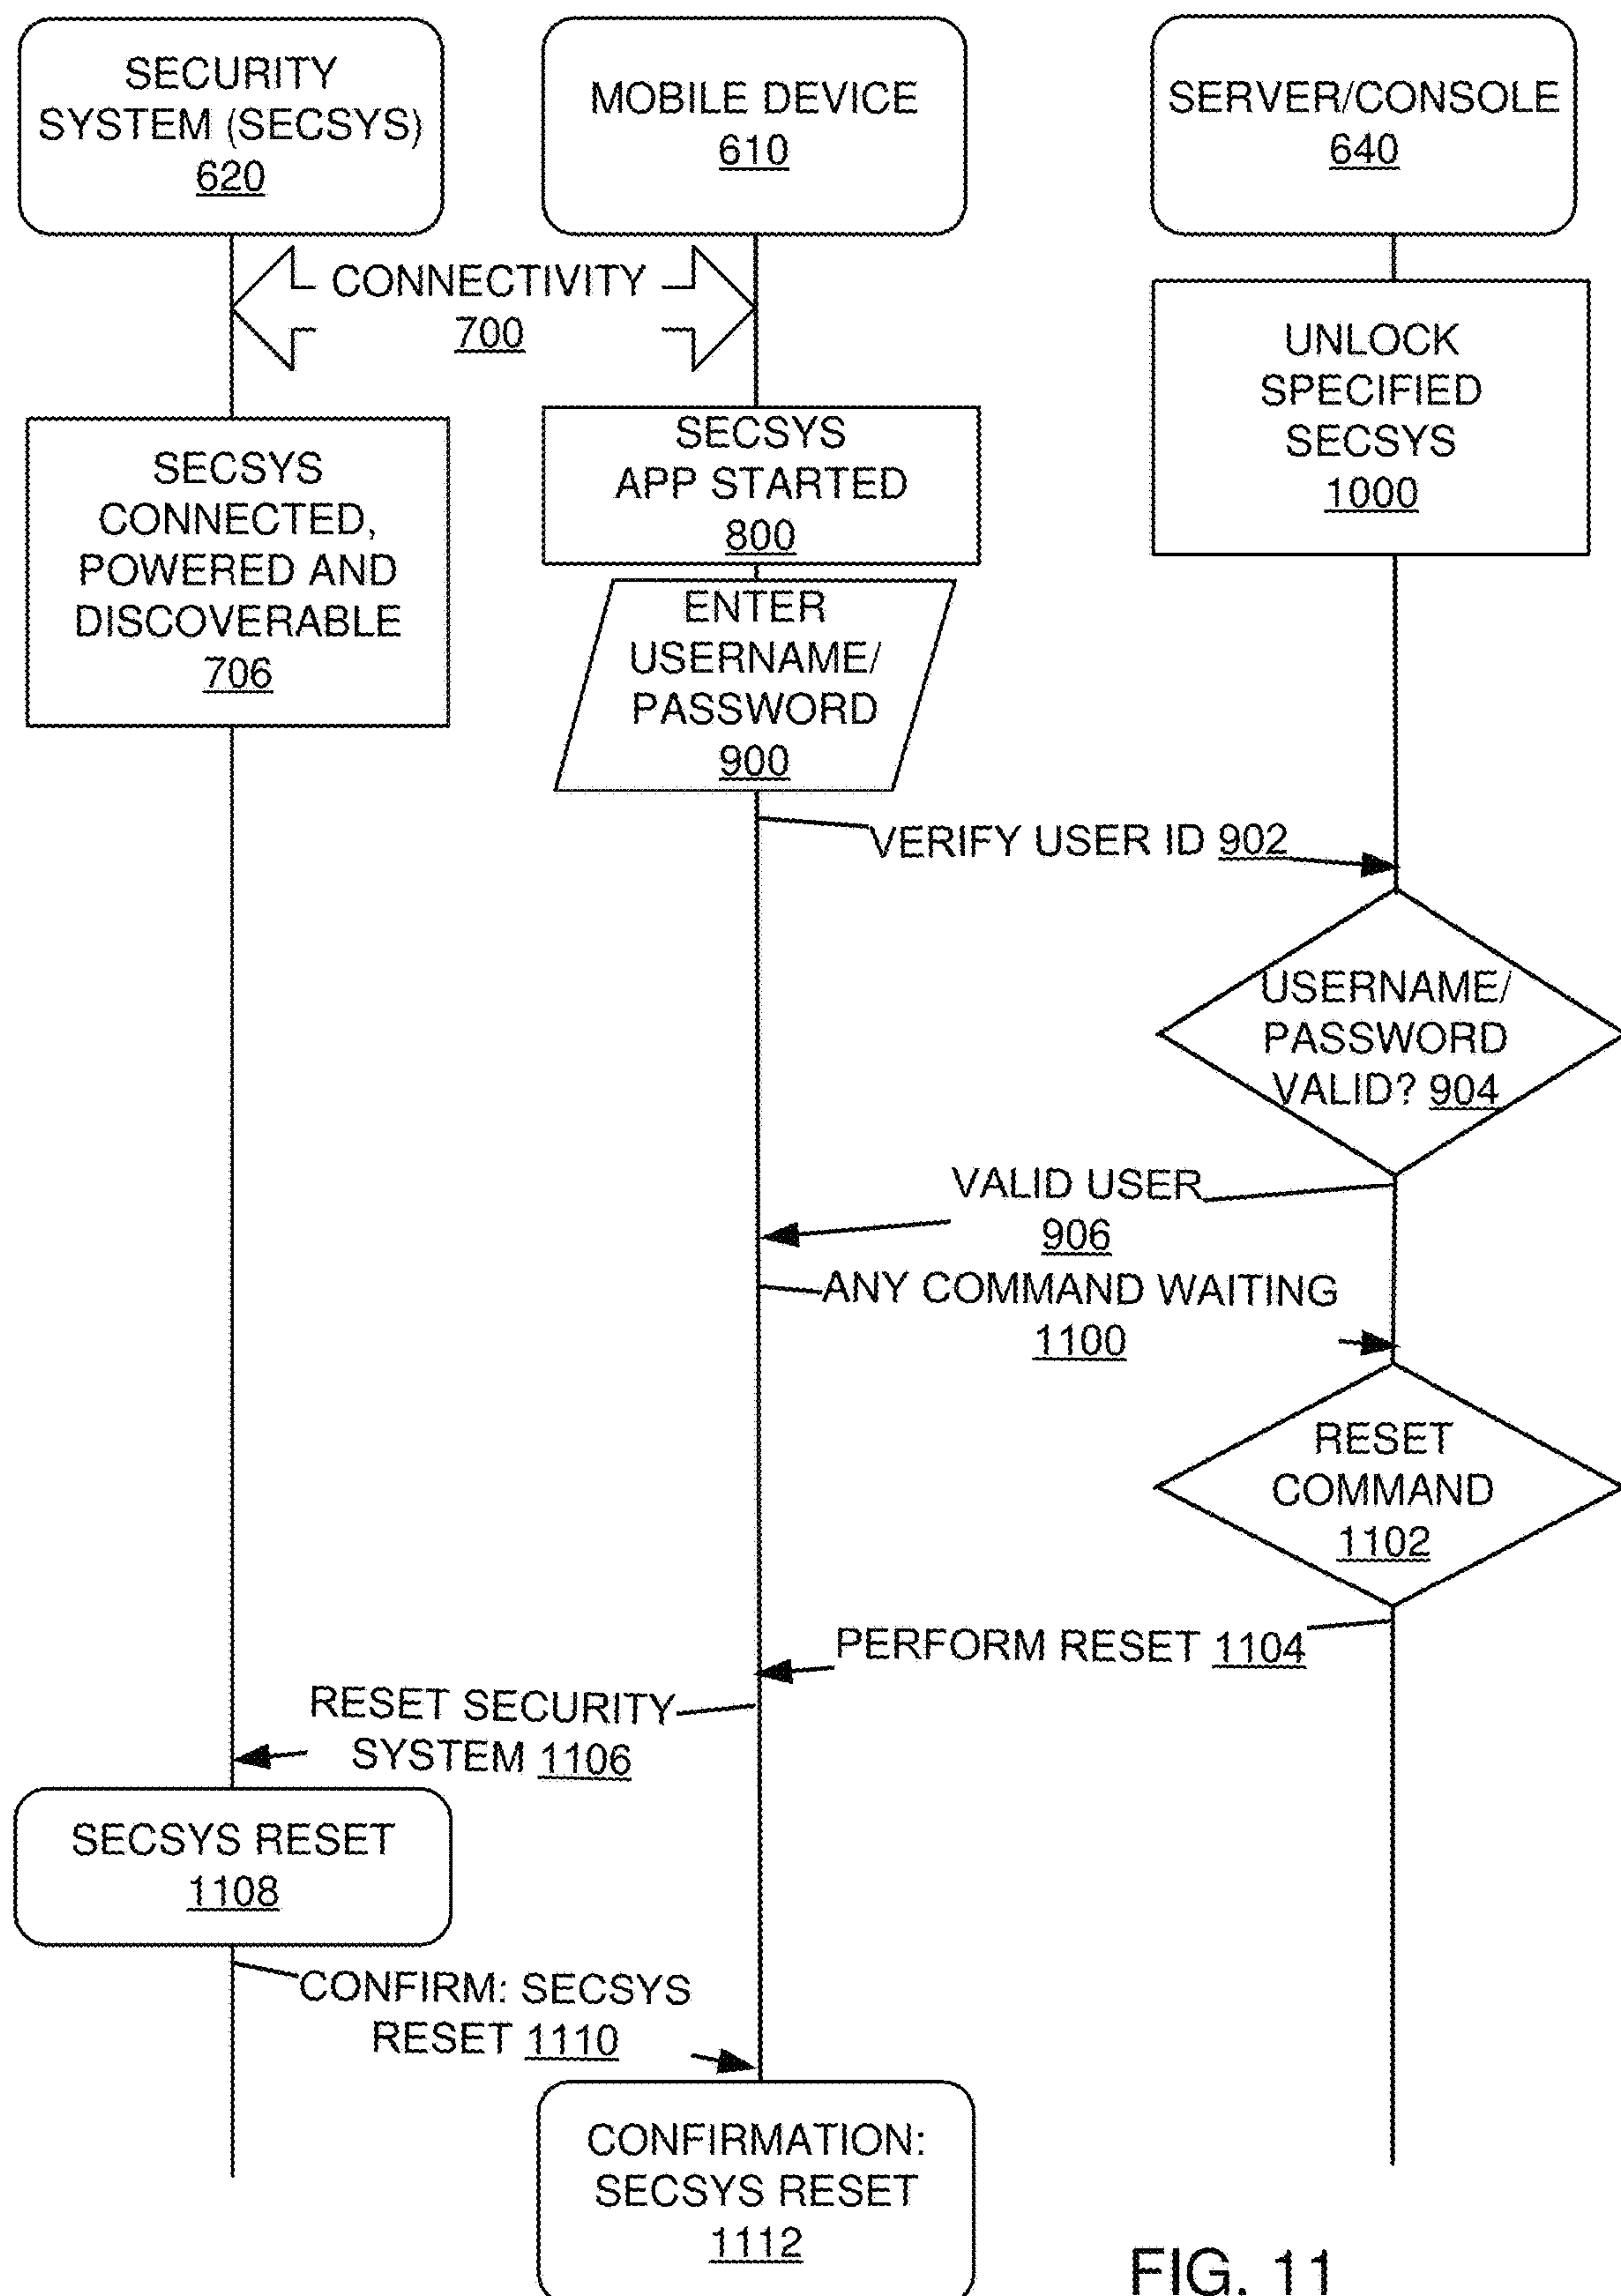 SECURITY
SYSTEM (SECSYS)
620
MOBILE DEVICE
610
SERVER/CONSOLE
640
CONNECTIVITY
700
UNLOCK
SPECIFIED
SECSYS
1000
SECSYS
CONNECTED,
POWERED AND
DISCOVERABLE
706
SECSYS
APP STARTED
800
ENTER
USERNAME/
PASSWORD
900
VERIFY USER ID 902
USERNAME/
PASSWORD
VALID? 904
VALID USER
906
ANY COMMAND WAITING
1100
RESET
COMMAND
1102
PERFORM RESET 1104
RESET SECURITY
SYSTEM 1106
SECSYS RESET
1108
CONFIRM: SECSYS
RESET 1110
CONFIRMATION:
SECSYS RESET
1112
FIG. 11